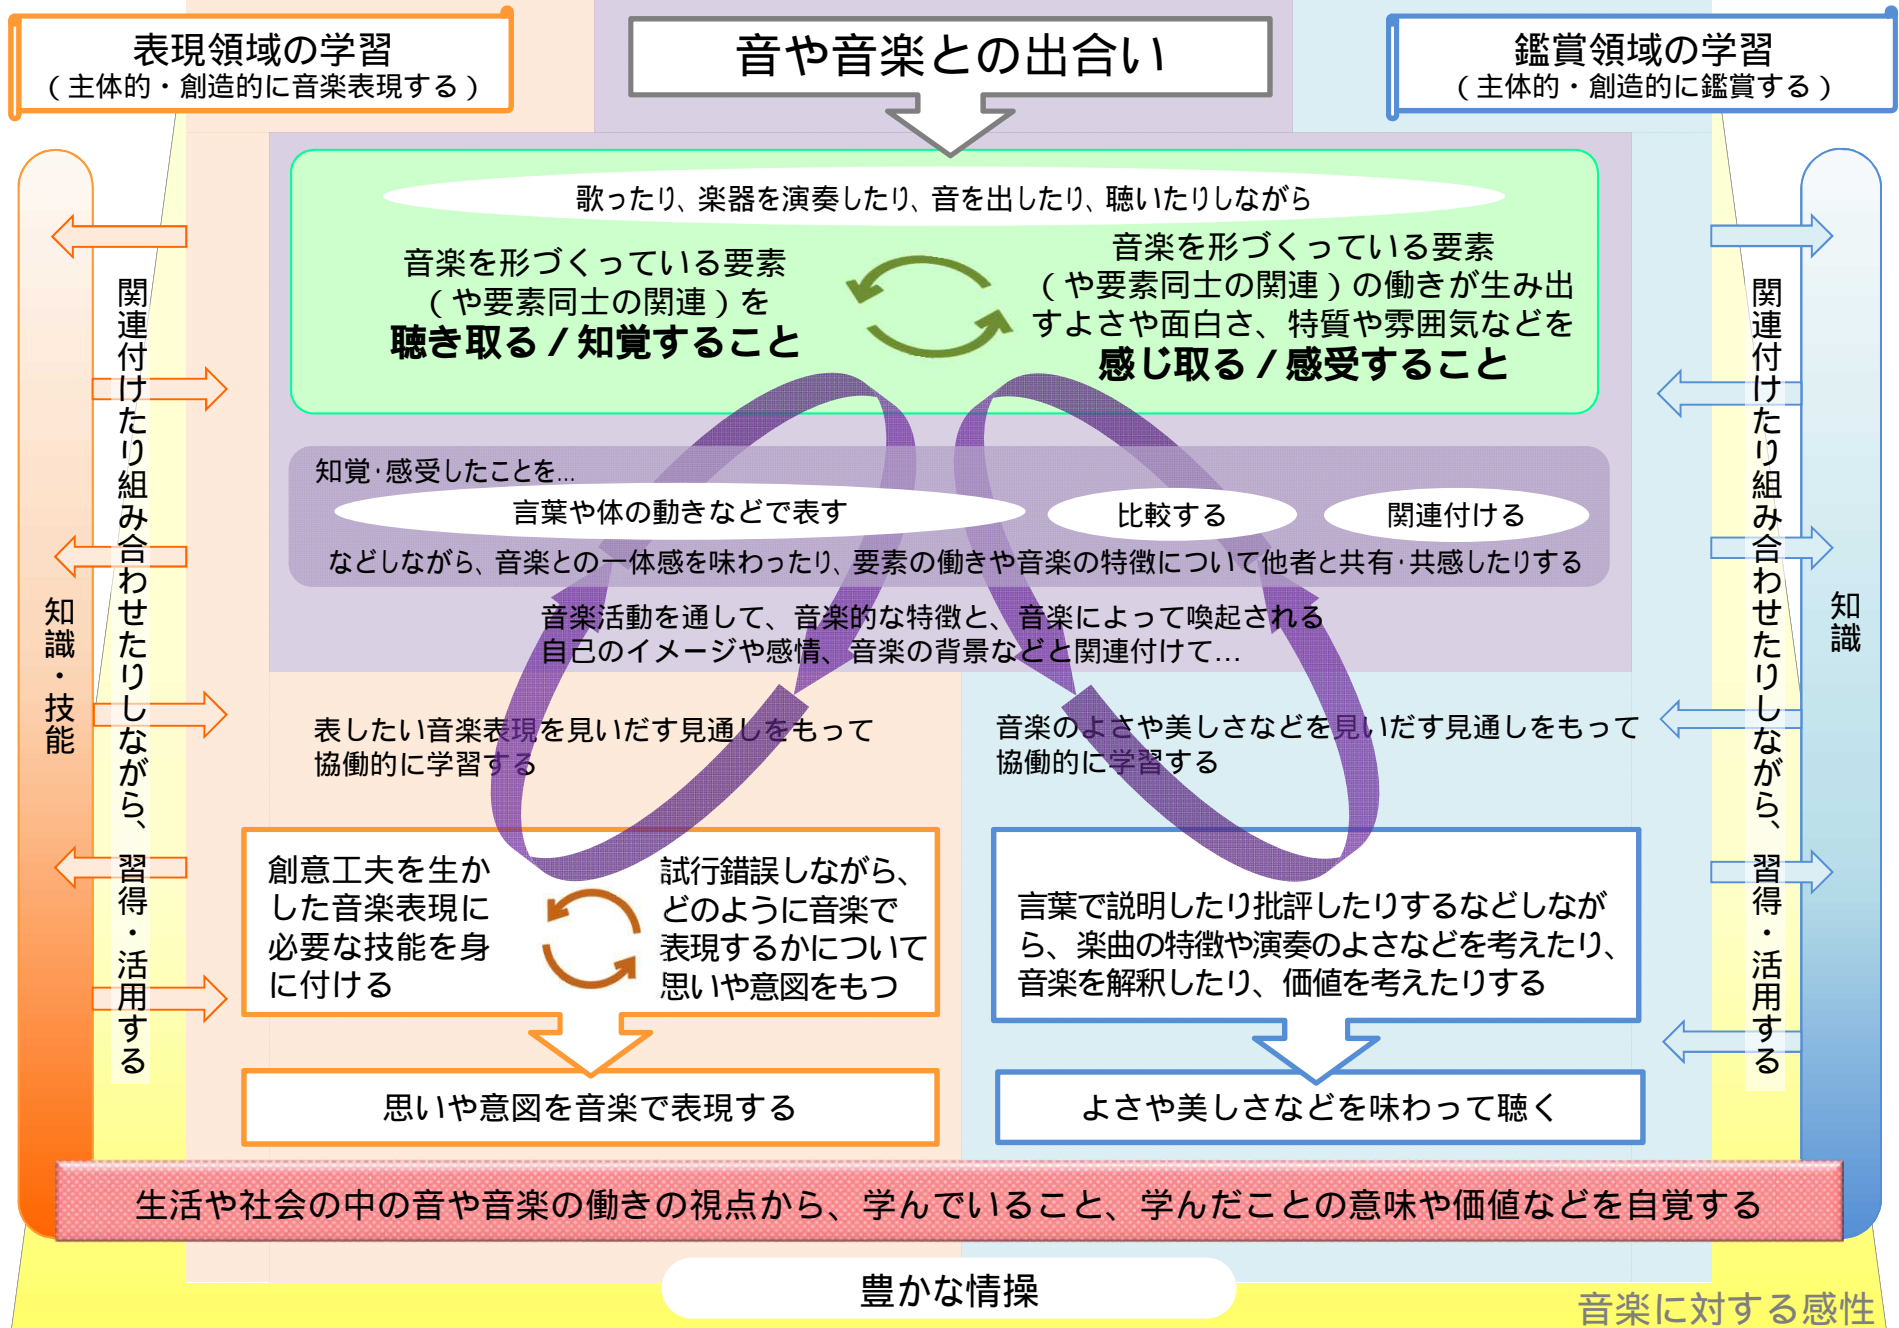 表現領域の学習
（主体的・創造的に音楽表現する）
音や音楽との出合い
鑑賞領域の学習
（主体的・創造的に鑑賞する）
歌ったり、楽器を演奏したり、音を出したり、聴いたりしながら
音楽を形づくっている要素
（や要素同士の関連）を
聴き取る／知覚すること
音楽を形づくっている要素
（や要素同士の関連）の働きが生み出
すよさや面白さ、特質や雰囲気などを
感じ取る／感受すること
知覚・感受したことを…
言葉や体の動きなどで表す
比較する
関連付ける
などしながら、音楽との一体感を味わったり、要素の働きや音楽の特徴について他者と共有・共感したりする
音楽活動を通して、音楽的な特徴と、音楽によって喚起される
自己のイメージや感情、音楽の背景などと関連付けて…
知識・技能
関連付けたり組み合わせたりしながら、習得・活用する
表したい音楽表現を見いだす見通しをもって
協働的に学習する
音楽のよさや美しさなどを見いだす見通しをもって
協働的に学習する
関連付けたり組み合わせたりしながら、習得・活用する
知識
創意工夫を生か
した音楽表現に
必要な技能を身
に付ける
試行錯誤しながら、
どのように音楽で
表現するかについて
思いや意図をもつ
言葉で説明したり批評したりするなどしなが
ら、楽曲の特徴や演奏のよさなどを考えたり、
音楽を解釈したり、価値を考えたりする
思いや意図を音楽で表現する
よさや美しさなどを味わって聴く
生活や社会の中の音や音楽の働きの視点から、学んでいること、学んだことの意味や価値などを自覚する
豊かな情操
音楽に対する感性